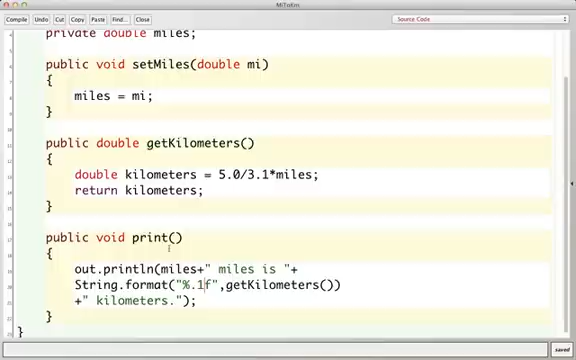 MiToKm
Compile
Undo
Cut
Copy
Paste
Find...
Close
Source Code
private double miles;
public void setMiles(double mi)
{
miles = mi;
}
public double getKilometers()
{
double kilometers = 5.0/3.1*miles;
return kilometers;
}
public void print()
{
out.println(miles+" miles is "+
String.format("%.1f",getKilometers())
+" kilometers.");
}
}
saved